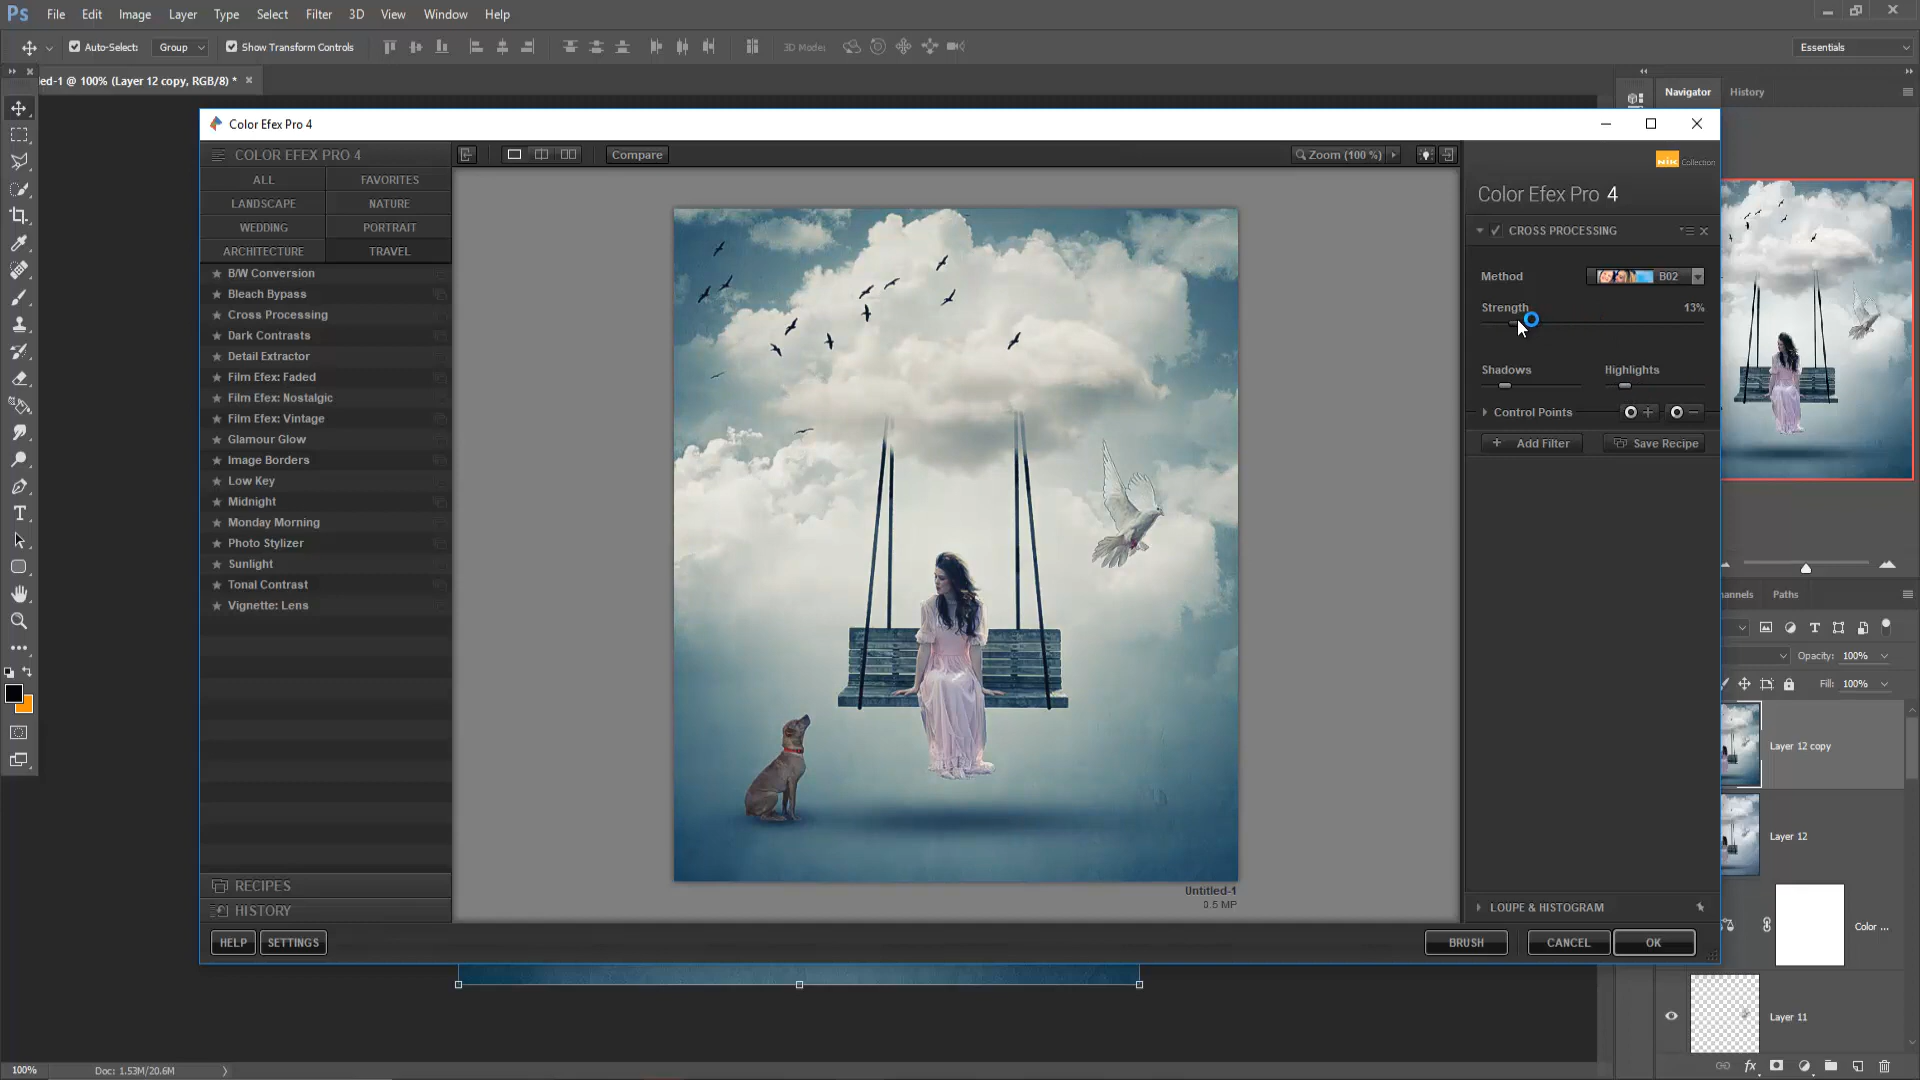 Ps File Edit Image Layer Type Select Filter 3D View Window Help
Auto-Select: Group Show Transform Controls 3D Mode: Essentials
ed-1 @ 100% (Layer 12 copy, RGB/8) *
Navigator History
Color Efex Pro 4
COLOR EFEX PRO 4
Compare
Zoom (100 %)
Nik Collection
ALL FAVORITES
LANDSCAPE NATURE
WEDDING PORTRAIT
ARCHITECTURE TRAVEL
B/W Conversion
Bleach Bypass
Cross Processing
Dark Contrasts
Detail Extractor
Film Efex: Faded
Film Efex: Nostalgic
Film Efex: Vintage
Glamour Glow
Image Borders
Low Key
Midnight
Monday Morning
Photo Stylizer
Sunlight
Tonal Contrast
Vignette: Lens
RECIPES
HISTORY
HELP SETTINGS
Untitled-1
0.5 MP
Color Efex Pro 4
CROSS PROCESSING
Method B02
Strength 13%
Shadows Highlights
Control Points
Add Filter Save Recipe
LOUPE & HISTOGRAM
BRUSH CANCEL OK
annels Paths
Opacity: 100%
Fill: 100%
Layer 12 copy
Layer 12
Color ...
Layer 11
100% Doc: 1.53M/20.6M